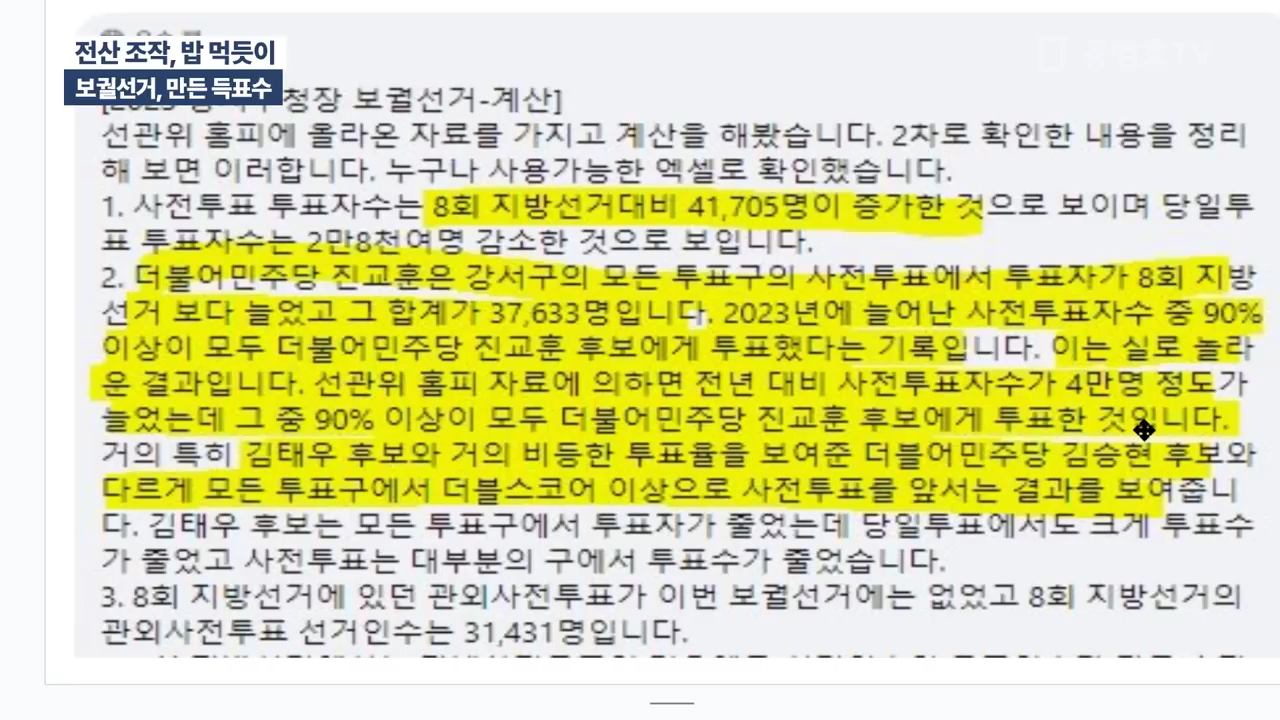 전산 조작, 밥 먹듯이
보궐선거, 만든 득표수
청장 보궐선거-계산]
선관위 홈피에 올라온 자료를 가지고 계산을 해봤습니다. 2차로 확인한 내용을 정리
해 보면 이러합니다. 누구나 사용가능한 엑셀로 확인했습니다.
1. 사전투표 투표자수는 8회 지방선거대비 41,705명이 증가한 것으로 보이며 당일투
표 투표자수는 2만8천여명 감소한 것으로 보입니다.
2. 더불어민주당 진교훈은 강서구의 모든 투표구의 사전투표에서 투표자가 8회 지방
선거 보다 늘었고 그 합계가 37,633명입니다. 2023년에 늘어난 사전투표자수 중 90%
이상이 모두 더불어민주당 진교훈 후보에게 투표했다는 기록입니다. 이는 실로 놀라
운 결과입니다. 선관위 홈피 자료에 의하면 전년 대비 사전투표자수가 4만명 정도가
늘었는데 그 중 90% 이상이 모두 더불어민주당 진교훈 후보에게 투표한 것입니다.
거의 특히 김태우 후보와 거의 비등한 투표율을 보여준 더불어민주당 김승현 후보와
다르게 모든 투표구에서 더블스코어 이상으로 사전투표를 앞서는 결과를 보여줍니
다. 김태우 후보는 모든 투표구에서 투표자가 줄었는데 당일투표에서도 크게 투표수
가 줄었고 사전투표는 대부분의 구에서 투표수가 줄었습니다.
3. 8회 지방선거에 있던 관외사전투표가 이번 보궐선거에는 없었고 8회 지방선거의
관외사전투표 선거인수는 31,431명입니다.